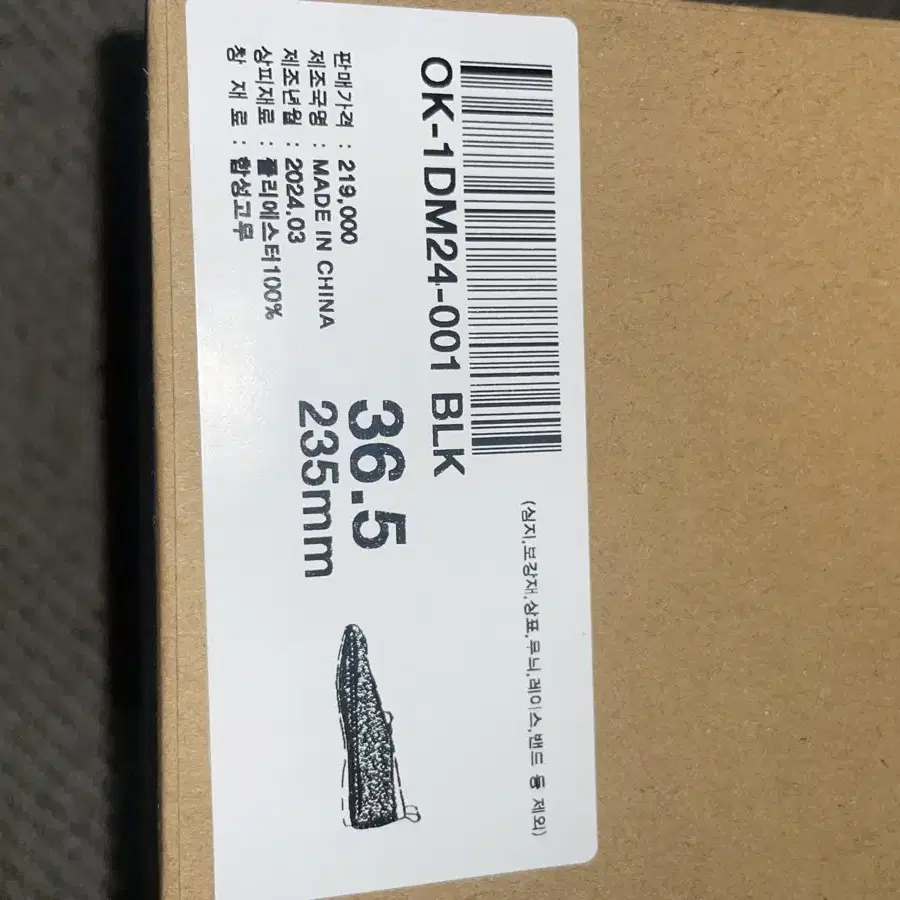 OK-1DM24-001 BLK
판매가격 : 219,000
제조국명 : MADE IN CHINA
제조년월 : 2024.03
상피재료 : 폴리에스터100%
창 재 료 : 합성고무
36.5
235mm
(심지,보강재,상표,무늬,레이스,밴드 등 제외)